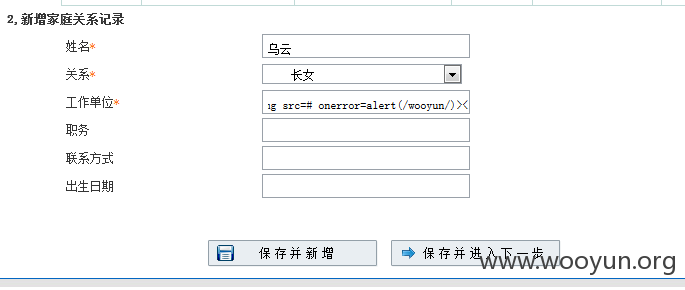 2,新增家庭关系记录
姓名* 乌云
关系* 长女
工作单位* ng src=# onerror=alert(/wooyun/)><
职务
联系方式
出生日期
保存并新增 保存并进入下一步
www.wooyun.org